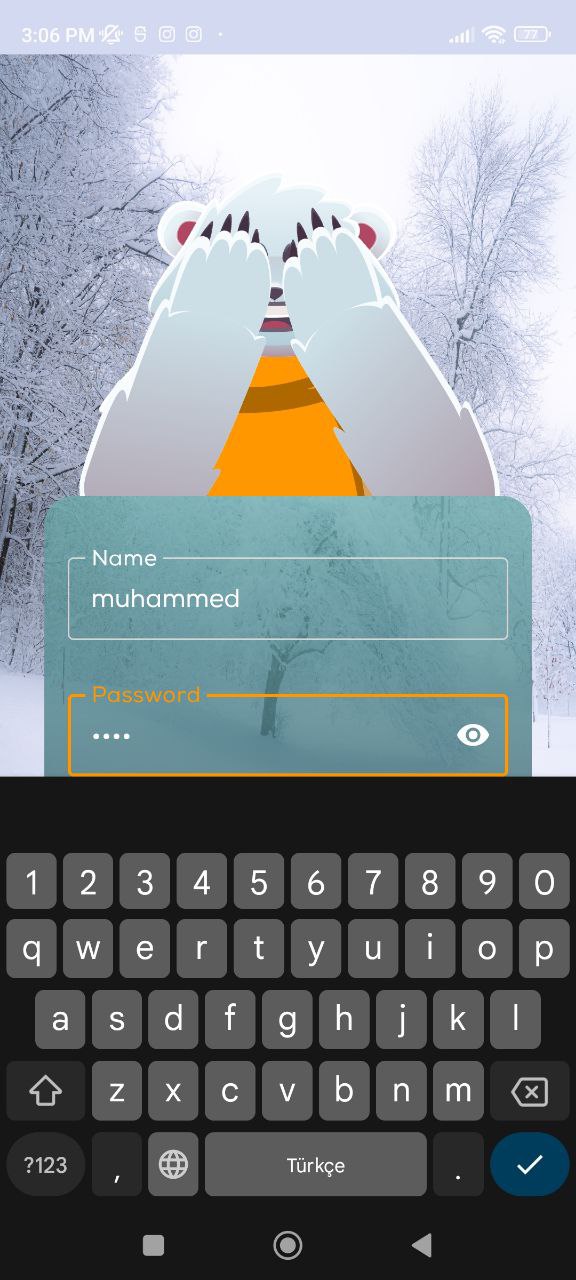 3:06 PM
77
Name
muhammed
Password
••••
1 2 3 4 5 6 7 8 9 0
q w e r t y u i o p
a s d f g h j k l
z x c v b n m
?123 , Türkçe .